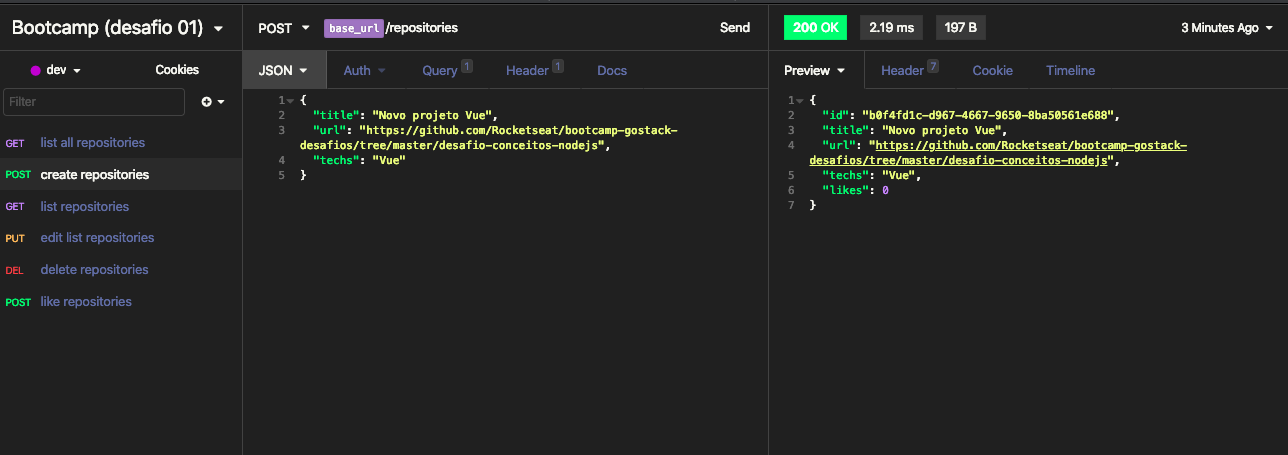 Bootcamp (desafio 01)
dev
Cookies
Filter
GET list all repositories
POST create repositories
GET list repositories
PUT edit list repositories
DEL delete repositories
POST like repositories
POST base_url/repositories Send
JSON Auth Query 1 Header 1 Docs
1 {
2 "title": "Novo projeto Vue",
3 "url": "https://github.com/Rocketseat/bootcamp-gostack-
desafios/tree/master/desafio-conceitos-nodejs",
4 "techs": "Vue"
5 }
200 OK 2.19 ms 197 B 3 Minutes Ago
Preview Header 7 Cookie Timeline
1 {
2 "id": "b0f4fd1c-d967-4667-9650-8ba50561e688",
3 "title": "Novo projeto Vue",
4 "url": "https://github.com/Rocketseat/bootcamp-gostack-
desafios/tree/master/desafio-conceitos-nodejs",
5 "techs": "Vue",
6 "likes": 0
7 }